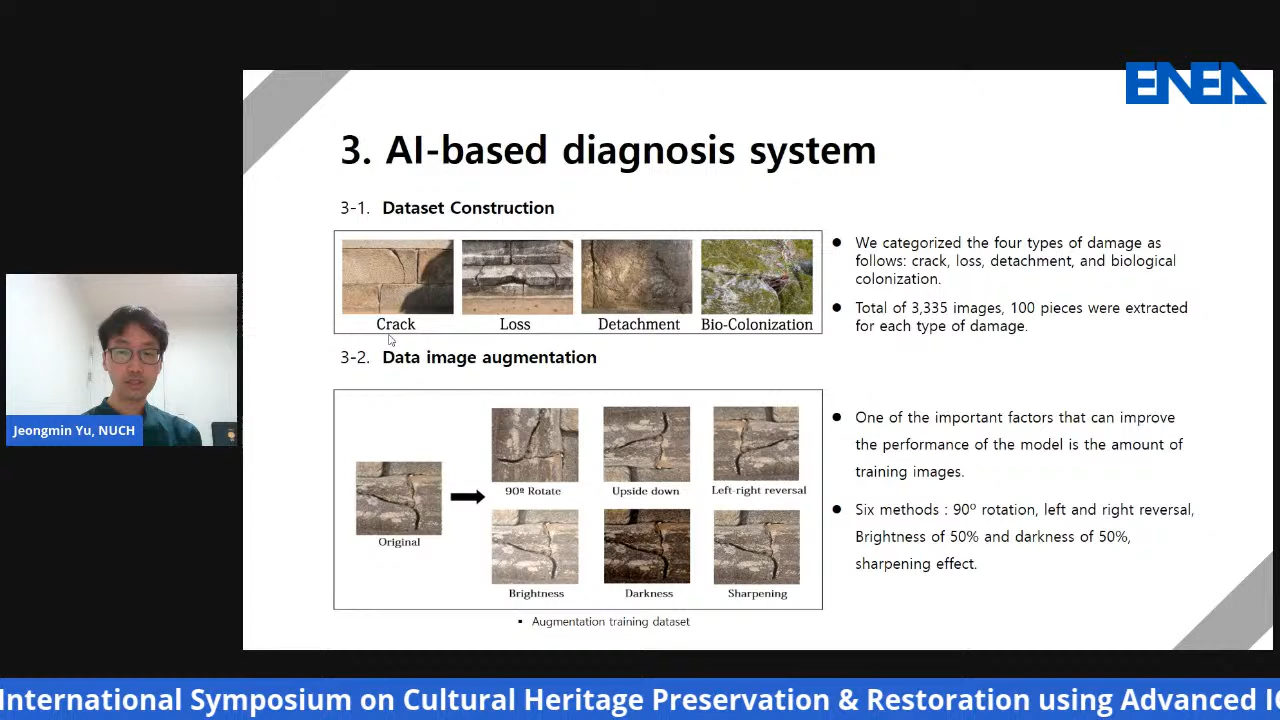 ENEA
3. AI-based diagnosis system
3-1. Dataset Construction
Crack Loss Detachment Bio-Colonization
● We categorized the four types of damage as
follows: crack, loss, detachment, and biological
colonization.
● Total of 3,335 images, 100 pieces were extracted
for each type of damage.
3-2. Data image augmentation
Original
90º Rotate Upside down Left-right reversal
Brightness Darkness Sharpening
▪ Augmentation training dataset
● One of the important factors that can improve
the performance of the model is the amount of
training images.
● Six methods : 90º rotation, left and right reversal,
Brightness of 50% and darkness of 50%,
sharpening effect.
Jeongmin Yu, NUCH
International Symposium on Cultural Heritage Preservation & Restoration using Advanced